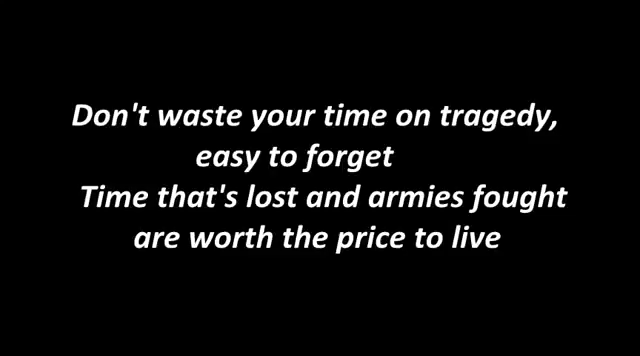 Don't waste your time on tragedy,
easy to forget
Time that's lost and armies fought
are worth the price to live